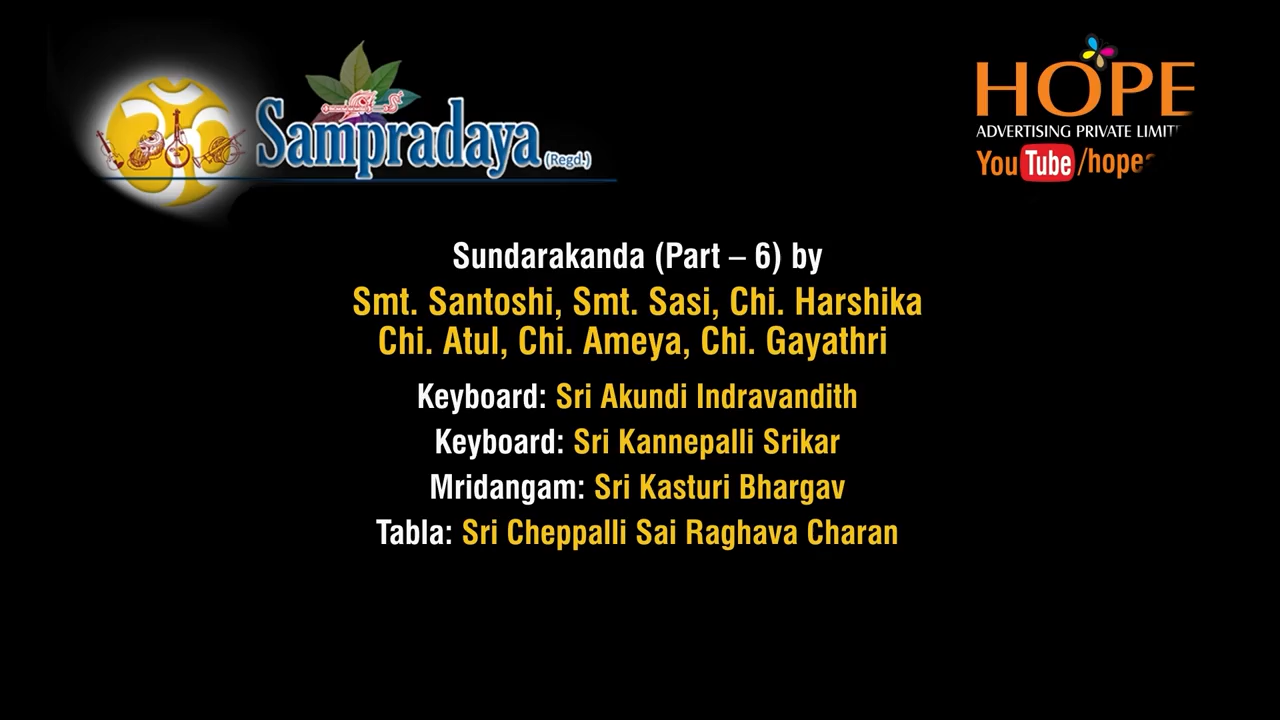 Sampradaya (Regd.)
HOPE
ADVERTISING PRIVATE
YouTube
Sundarakanda (Part – 6) by
Smt. Santoshi, Smt. Sasi, Chi. Harshika
Chi. Atul, Chi. Ameya, Chi. Gayathri
Keyboard: Sri Akundi Indravandith
Keyboard: Sri Kannepalli Srikar
Mridangam: Sri Kasturi Bhargav
Tabla: Sri Cheppalli Sai Raghava Charan